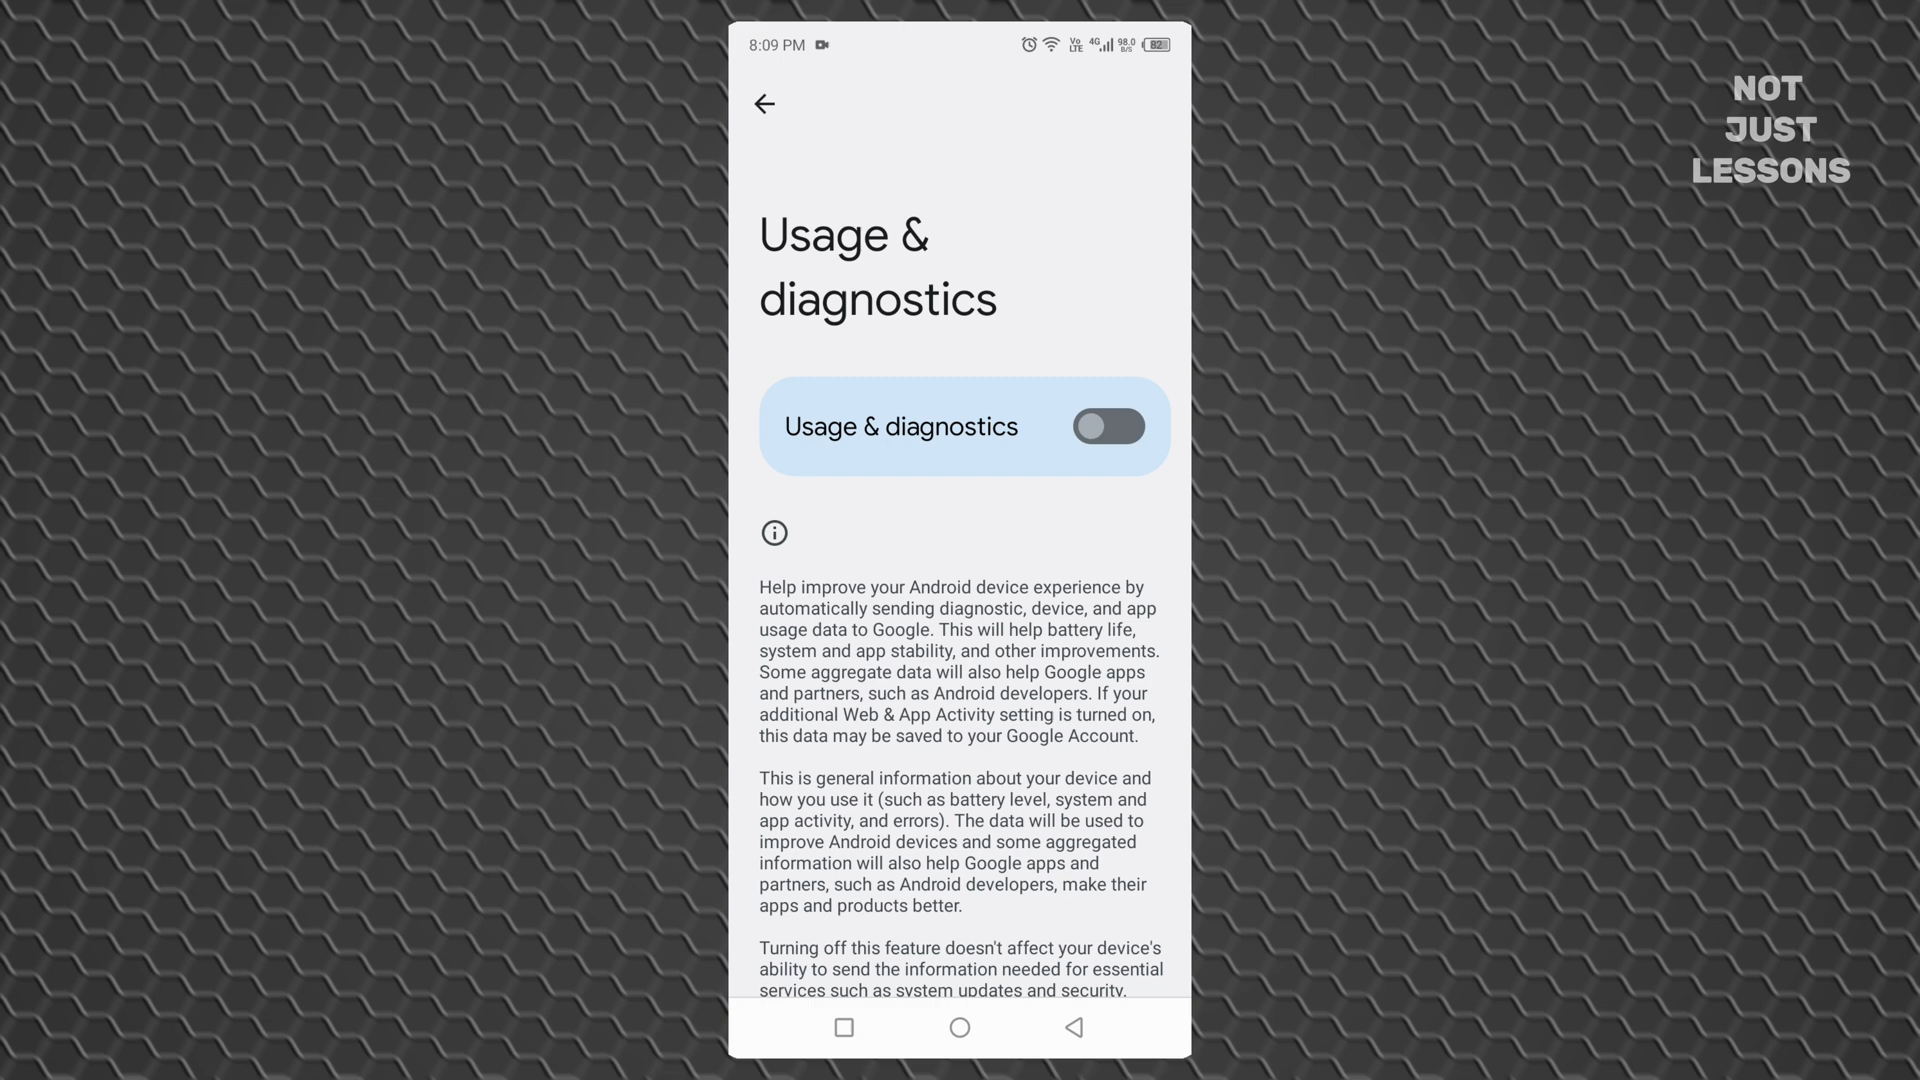 8:09 PM
Vo LTE 4G 98.0 B/S 82
NOT
JUST
LESSONS
Usage &
diagnostics
Usage & diagnostics
Help improve your Android device experience by
automatically sending diagnostic, device, and app
usage data to Google. This will help battery life,
system and app stability, and other improvements.
Some aggregate data will also help Google apps
and partners, such as Android developers. If your
additional Web & App Activity setting is turned on,
this data may be saved to your Google Account.
This is general information about your device and
how you use it (such as battery level, system and
app activity, and errors). The data will be used to
improve Android devices and some aggregated
information will also help Google apps and
partners, such as Android developers, make their
apps and products better.
Turning off this feature doesn't affect your device's
ability to send the information needed for essential
services such as system updates and security.